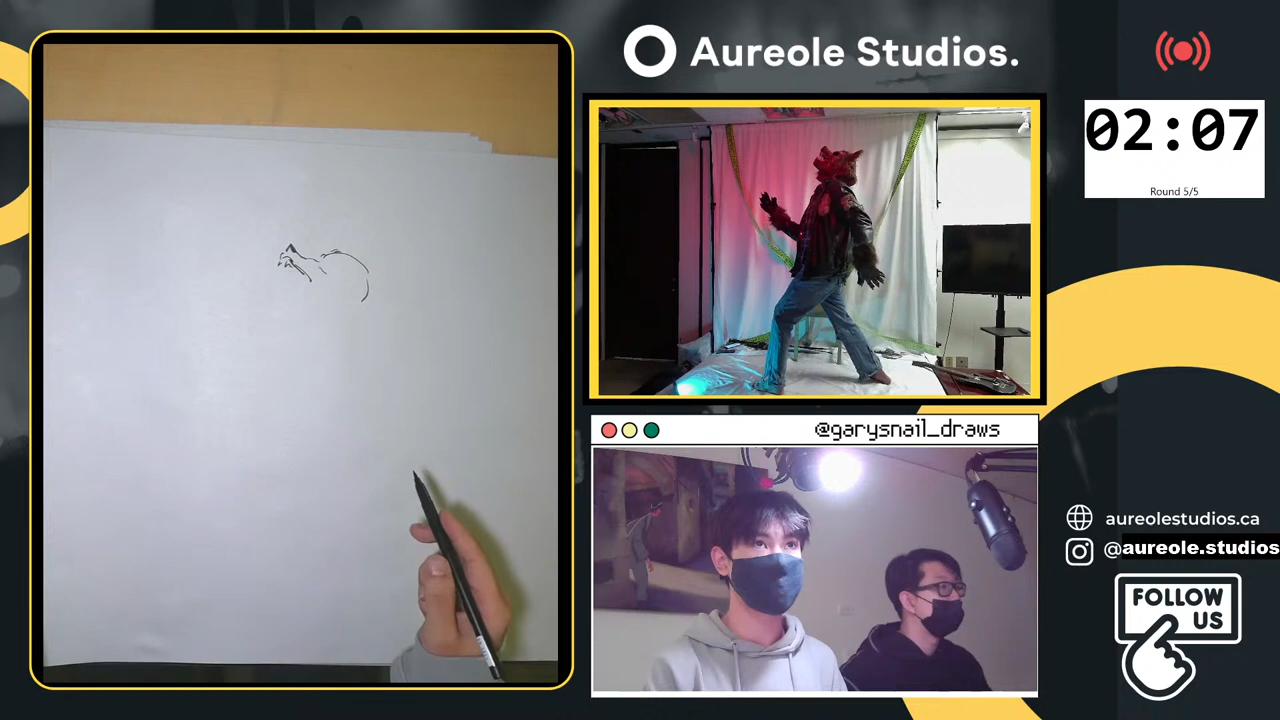 Aureole Studios.
02:07
Round 5/5
@garysnail_draws
aureolestudios.ca
@aureole.studios
FOLLOW
US